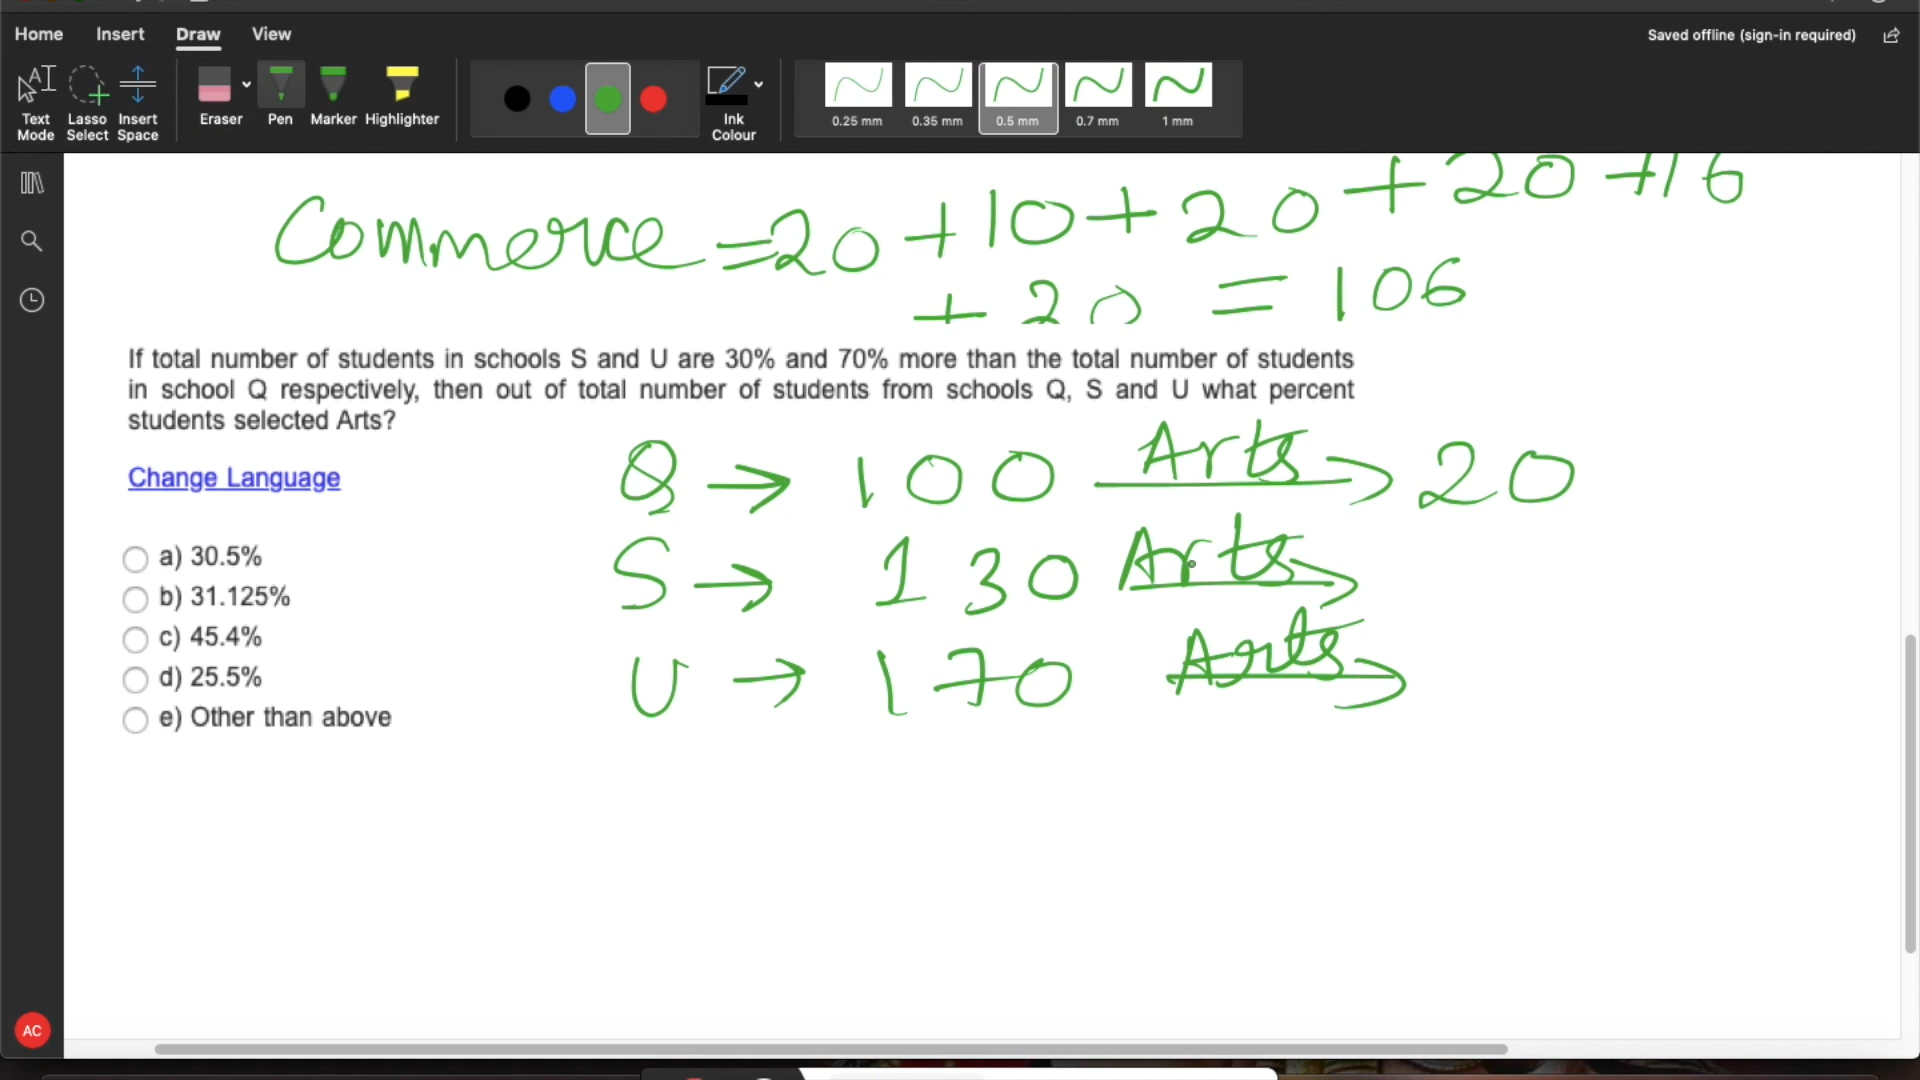 Home Insert Draw View Saved offline (sign-in required)
Text Mode Lasso Select Insert Space Eraser Pen Marker Highlighter Ink Colour 0.25 mm 0.35 mm 0.5 mm 0.7 mm 1 mm
Commerce = 20 + 10 + 20 + 20 + 16
+ 20 = 106
If total number of students in schools S and U are 30% and 70% more than the total number of students
in school Q respectively, then out of total number of students from schools Q, S and U what percent
students selected Arts?
Change Language
Q → 100 Arts → 20
S → 130 Arts →
U → 170 Arts →
a) 30.5%
b) 31.125%
c) 45.4%
d) 25.5%
e) Other than above
AC